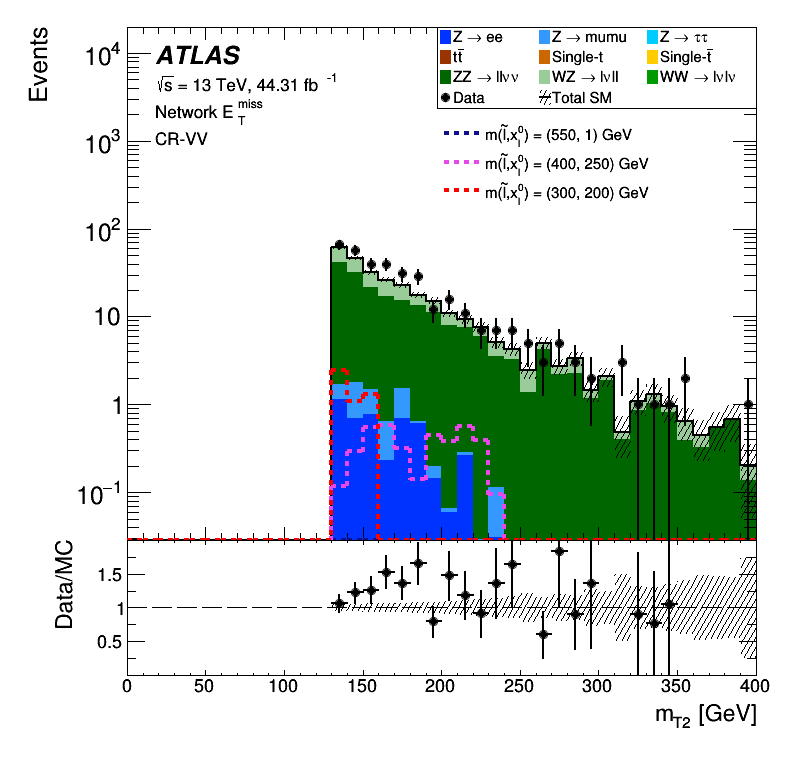 Events
10⁴
10³
10²
10
1
10⁻¹
ATLAS
√s = 13 TeV, 44.31 fb⁻¹
Network E_T^miss
CR-VV
Z → ee Z → mumu Z → ττ
tt̄ Single-t Single-t̄
ZZ → llνν WZ → lνll WW → lνlν
Data Total SM
m(l̃,x₁⁰) = (550, 1) GeV
m(l̃,x₁⁰) = (400, 250) GeV
m(l̃,x₁⁰) = (300, 200) GeV
Data/MC
1.5
1
0.5
0 50 100 150 200 250 300 350 400
m_T2 [GeV]